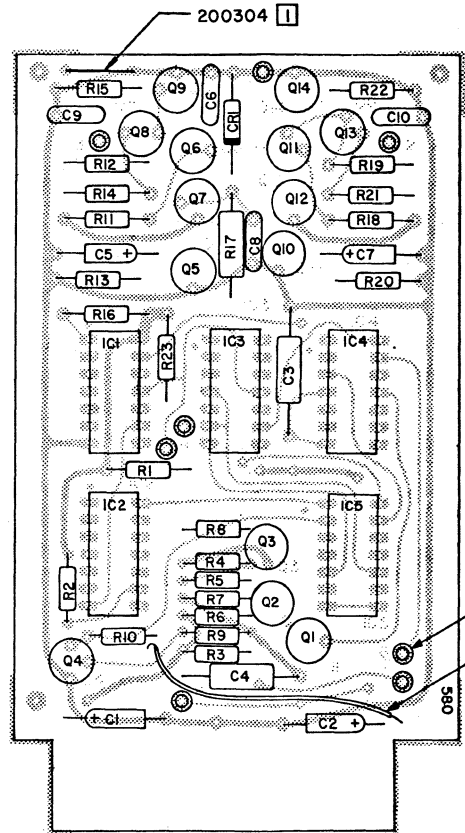 200304 1
R15 Q9 C6 Q14 R22
C9 CR1 C10
Q8 Q13
Q6 Q11
R12 R19
R14 Q7 Q12 R21
R11 R18
R17 C8 Q10
C5 + +C7
Q5
R13 R20
R16
IC1 IC3 IC4
R23 C3
R1
IC2 IC5
R8
Q3
R4
R2 R5
R7 Q2
R6
R10 R9 Q1
Q4 R3
C4
580
+C1 C2 +